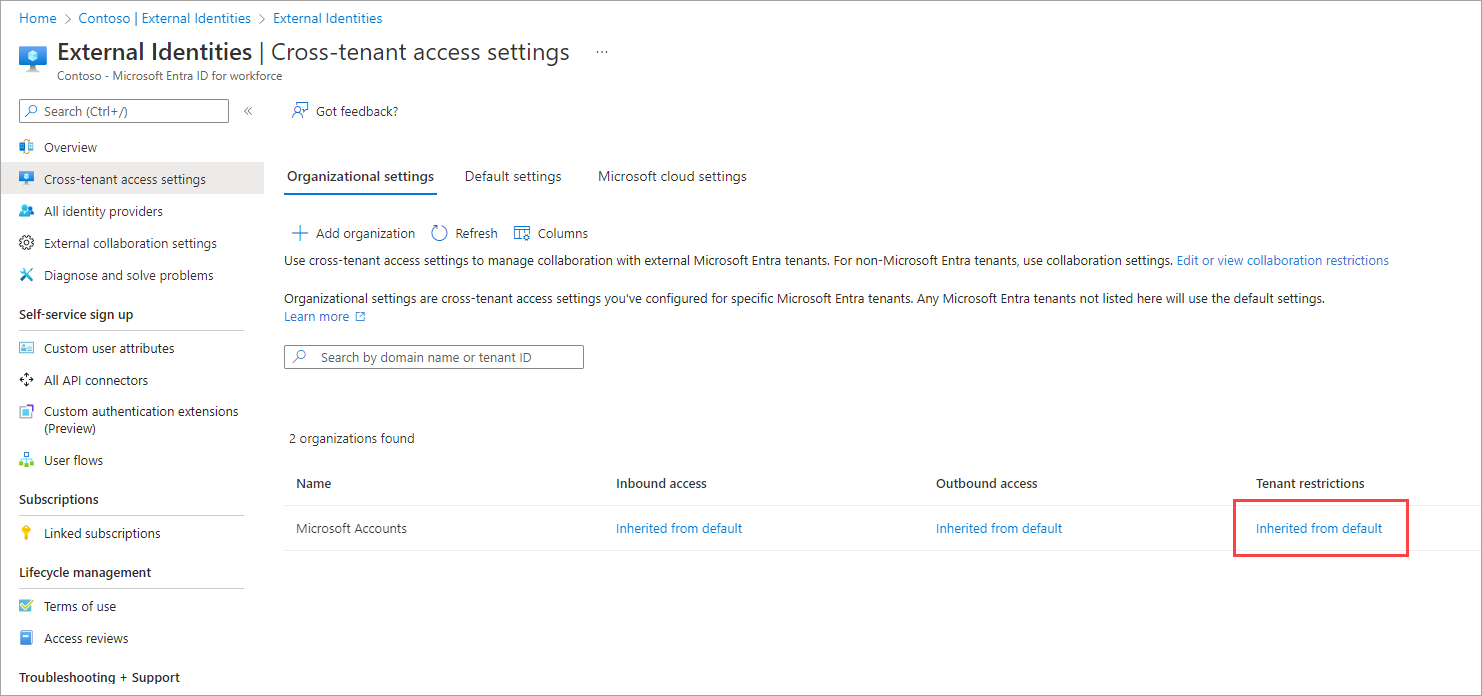 Home > Contoso | External Identities > External Identities
External Identities | Cross-tenant access settings ...
Contoso - Microsoft Entra ID for workforce
Search (Ctrl+/) «
Overview
Cross-tenant access settings
All identity providers
External collaboration settings
Diagnose and solve problems
Self-service sign up
Custom user attributes
All API connectors
Custom authentication extensions
(Preview)
User flows
Subscriptions
Linked subscriptions
Lifecycle management
Terms of use
Access reviews
Troubleshooting + Support
Got feedback?
Organizational settings Default settings Microsoft cloud settings
Add organization Refresh Columns
Use cross-tenant access settings to manage collaboration with external Microsoft Entra tenants. For non-Microsoft Entra tenants, use collaboration settings. Edit or view collaboration restrictions
Organizational settings are cross-tenant access settings you've configured for specific Microsoft Entra tenants. Any Microsoft Entra tenants not listed here will use the default settings.
Learn more
Search by domain name or tenant ID
2 organizations found
Name Inbound access Outbound access Tenant restrictions
Microsoft Accounts Inherited from default Inherited from default Inherited from default